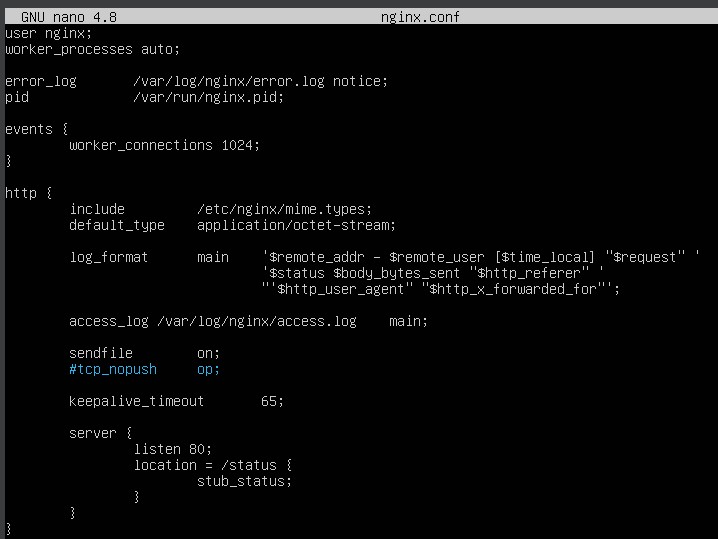 GNU nano 4.8 nginx.conf
user nginx;
worker_processes auto;
error_log /var/log/nginx/error.log notice;
pid /var/run/nginx.pid;
events {
worker_connections 1024;
}
http {
include /etc/nginx/mime.types;
default_type application/octet-stream;
log_format main '$remote_addr - $remote_user [$time_local] "$request" '
'$status $body_bytes_sent "$http_referer" '
"'$http_user_agent" "$http_x_forwarded_for"';
access_log /var/log/nginx/access.log main;
sendfile on;
#tcp_nopush op;
keepalive_timeout 65;
server {
listen 80;
location = /status {
stub_status;
}
}
}